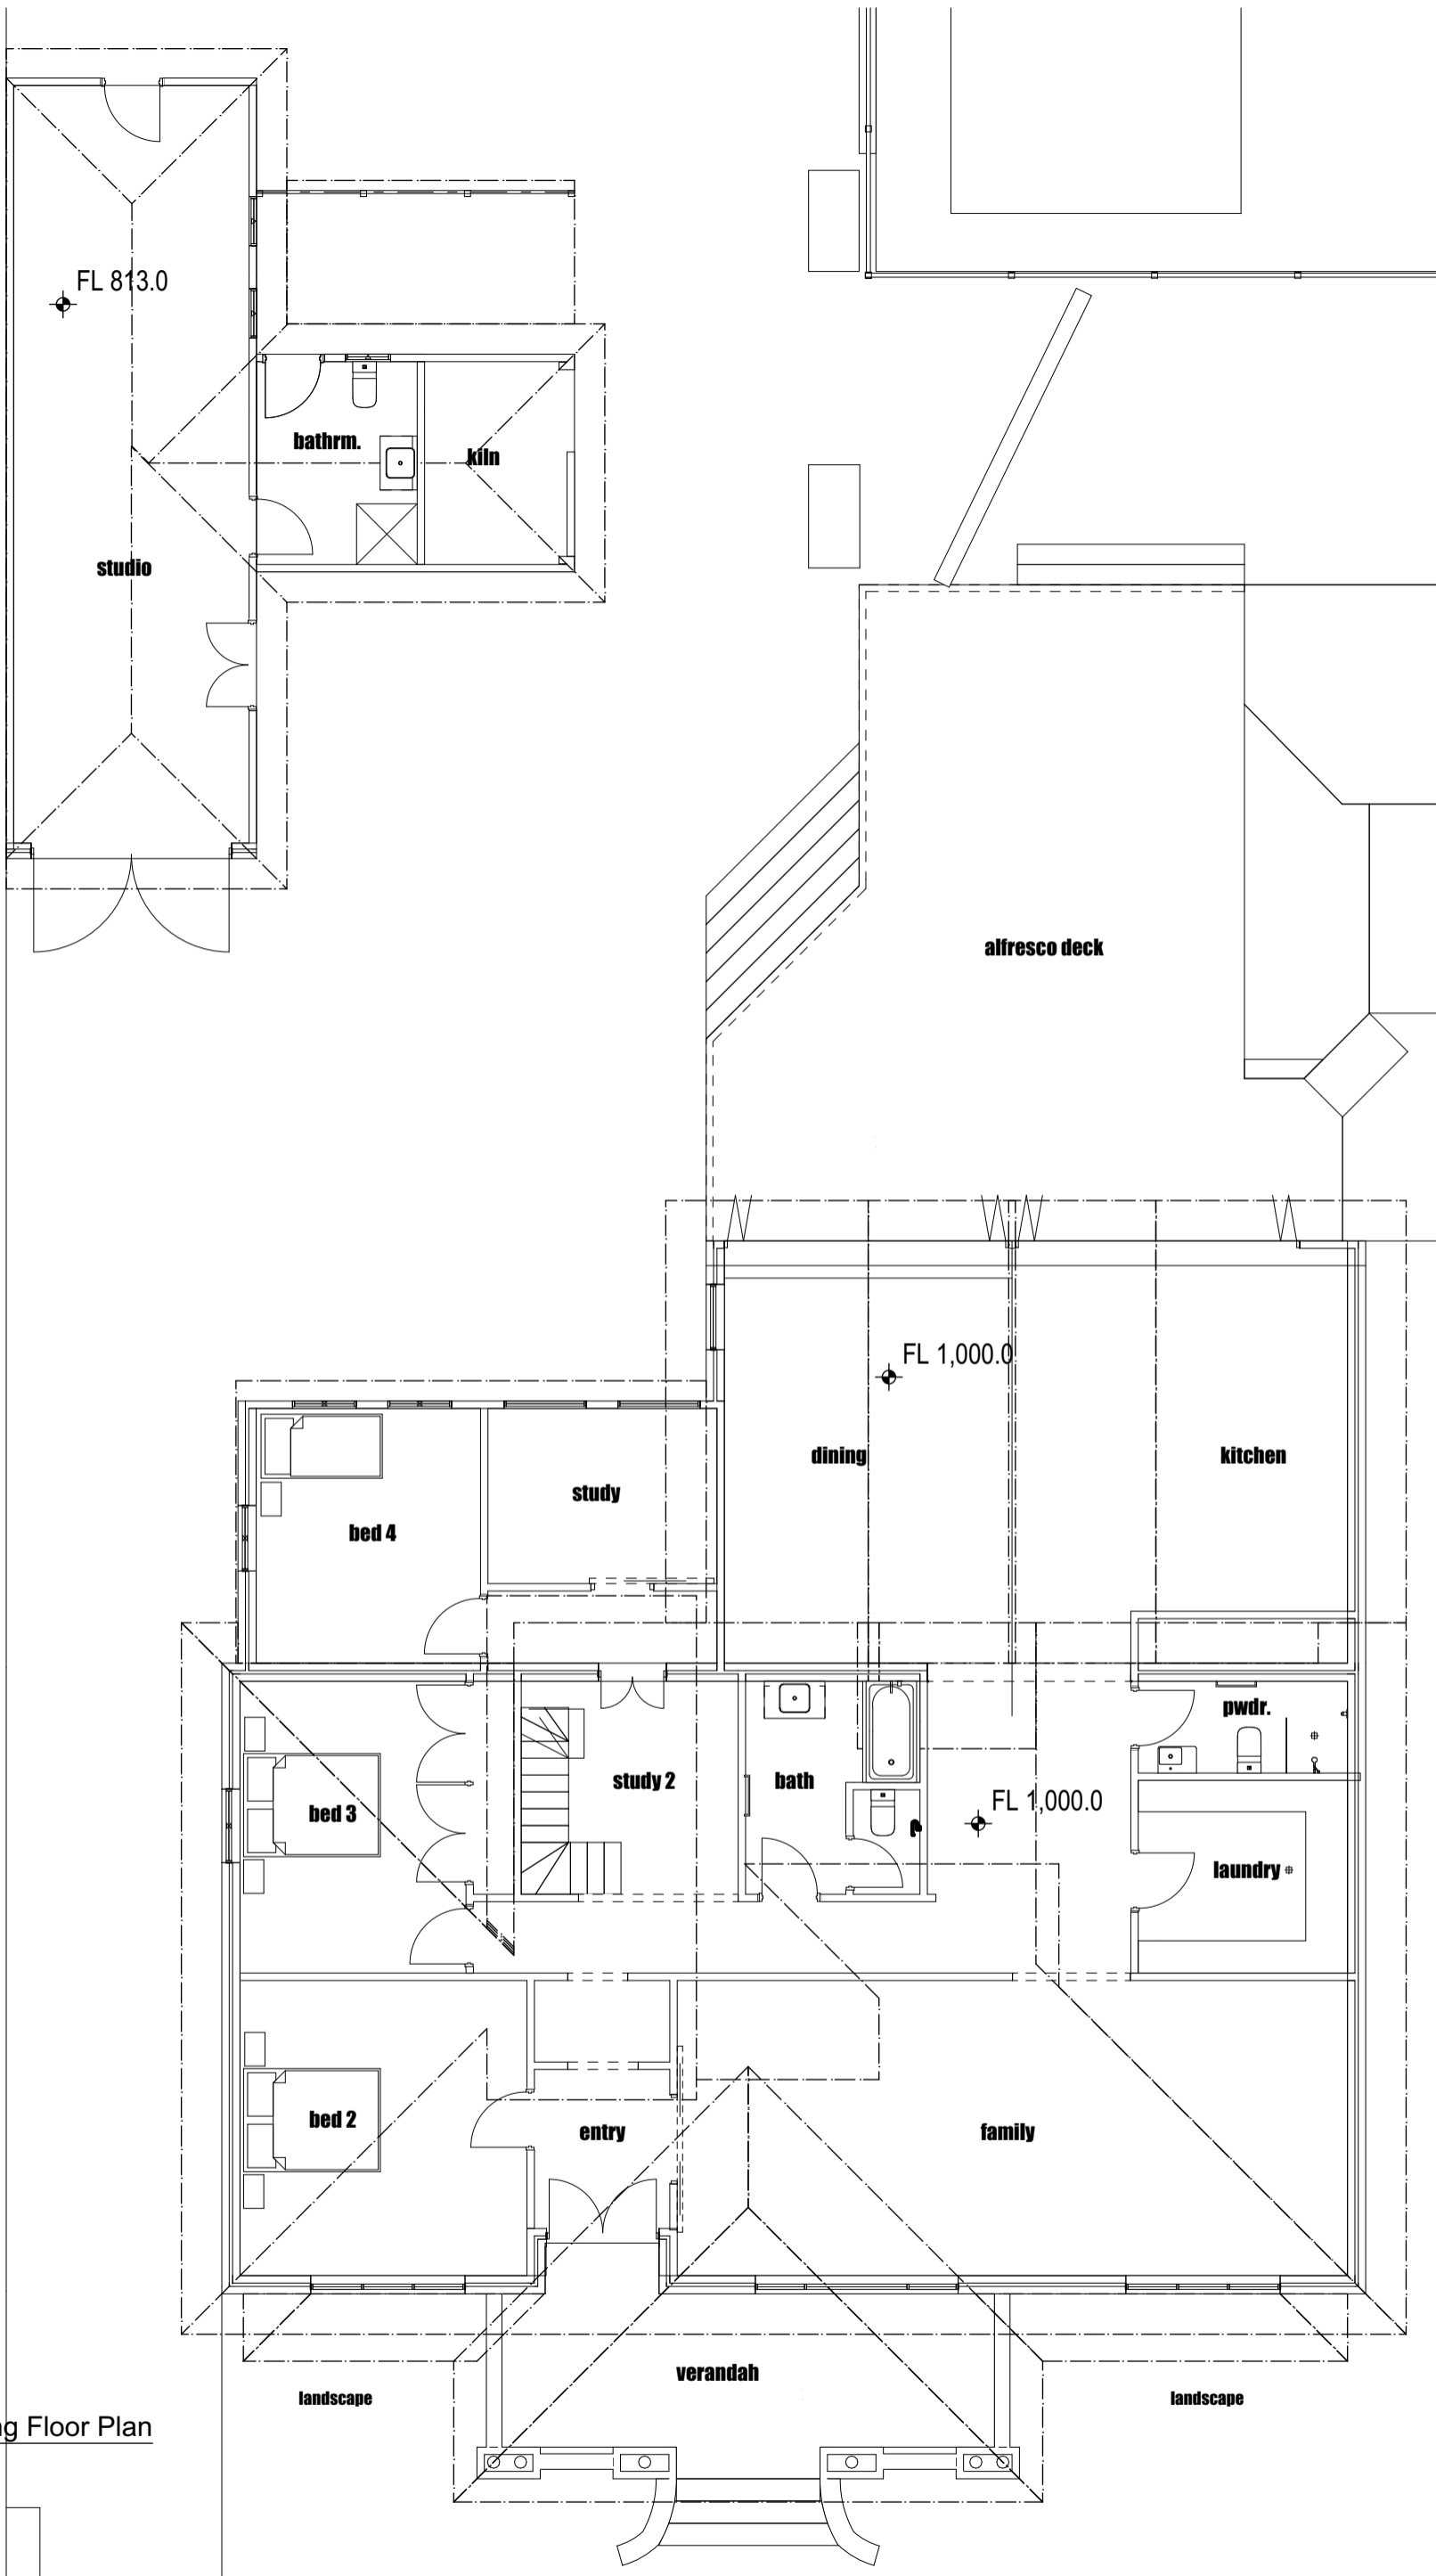 FL 813.0
bathrm.
kiln
studio
alfresco deck
FL 1,000.0
dining
kitchen
study
bed 4
pwdr.
study 2
bath
bed 3
FL 1,000.0
laundry
bed 2
entry
family
verandah
landscape
landscape
g Floor Plan